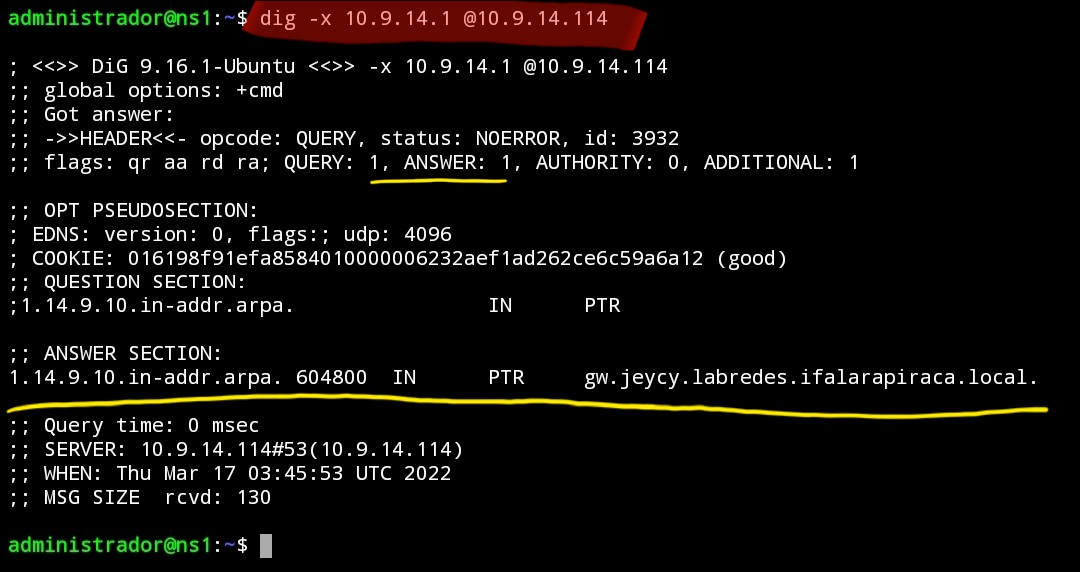 administrador@ns1:~$ dig -x 10.9.14.1 @10.9.14.114
; <<>> DiG 9.16.1-Ubuntu <<>> -x 10.9.14.1 @10.9.14.114
;; global options: +cmd
;; Got answer:
;; ->>HEADER<<- opcode: QUERY, status: NOERROR, id: 3932
;; flags: qr aa rd ra; QUERY: 1, ANSWER: 1, AUTHORITY: 0, ADDITIONAL: 1
;; OPT PSEUDOSECTION:
; EDNS: version: 0, flags:; udp: 4096
; COOKIE: 016198f91efa8584010000006232aef1ad262ce6c59a6a12 (good)
;; QUESTION SECTION:
;1.14.9.10.in-addr.arpa. IN PTR
;; ANSWER SECTION:
1.14.9.10.in-addr.arpa. 604800 IN PTR gw.jeycy.labredes.ifalarapiraca.local.
;; Query time: 0 msec
;; SERVER: 10.9.14.114#53(10.9.14.114)
;; WHEN: Thu Mar 17 03:45:53 UTC 2022
;; MSG SIZE rcvd: 130
administrador@ns1:~$